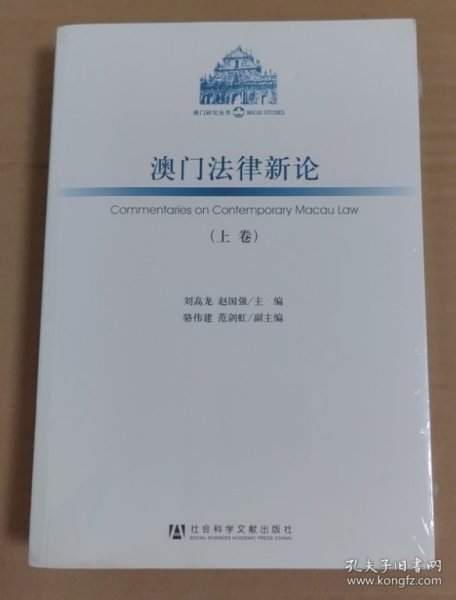 澳门研究丛书 MACAU STUDIES
澳门法律新论
Commentaries on Contemporary Macau Law
（上 卷）
刘高龙 赵国强/主 编
骆伟建 范剑虹/副主编
社会科学文献出版社
SOCIAL SCIENCES ACADEMIC PRESS (CHINA)
孔夫子旧书网
www.kongfz.com